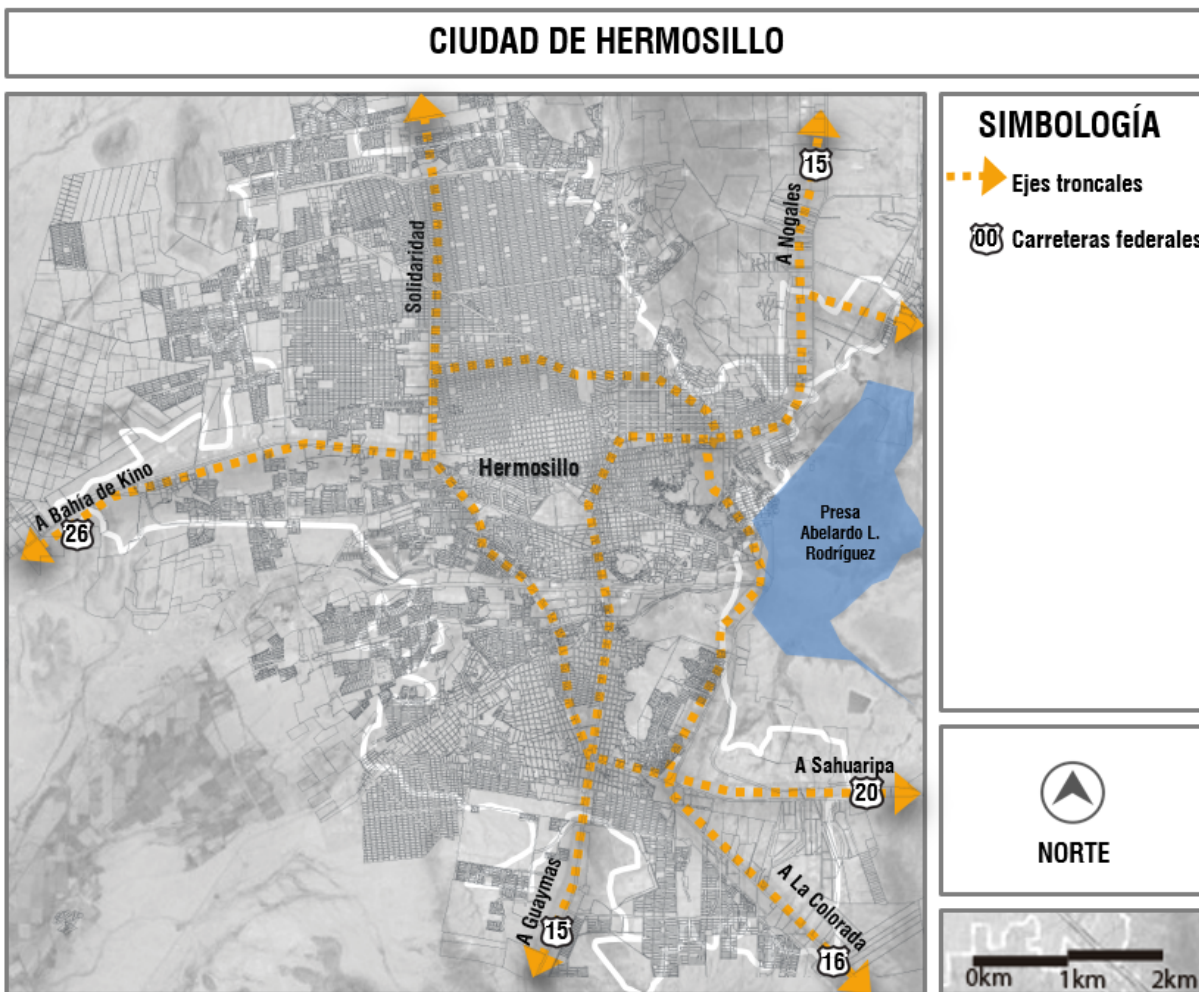 CIUDAD DE HERMOSILLO
SIMBOLOGÍA
Ejes troncales
00 Carreteras federales
15
A Nogales
Solidaridad
Hermosillo
A Bahía de Kino
26
Presa
Abelardo L.
Rodríguez
A Sahuaripa
20
A La Colorada
16
A Guaymas
15
NORTE
0km 1km 2km